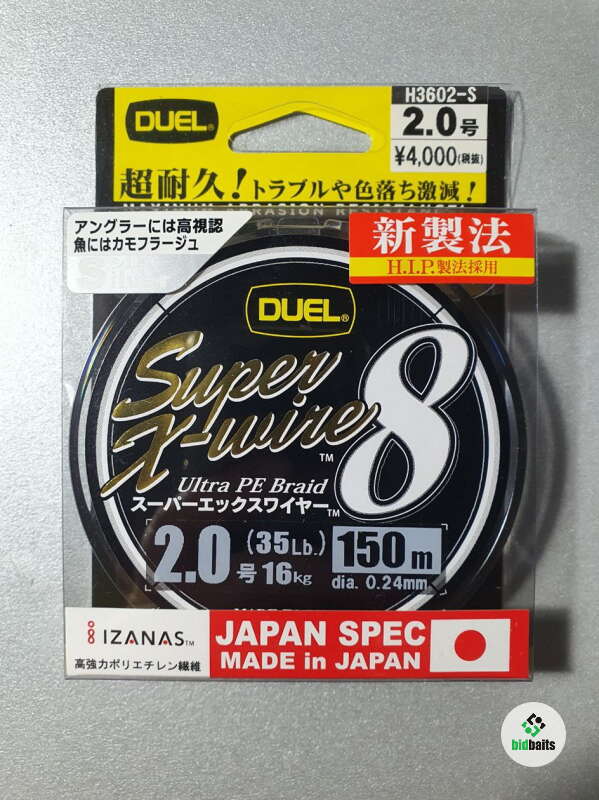 H3602-S
DUEL®
2.0号
¥4,000(税抜)
超耐久！トラブルや色落ち激減！
アングラーには高視認
魚にはカモフラージュ
新製法
H.I.P.製法採用
DUEL®
Super
X-wire 8
TM
Ultra PE Braid
スーパーエックスワイヤー TM
2.0号
(35Lb.)
16kg
150m
dia. 0.24mm
IZANAS TM
高強力ポリエチレン繊維
JAPAN SPEC
MADE in JAPAN
bidbaits